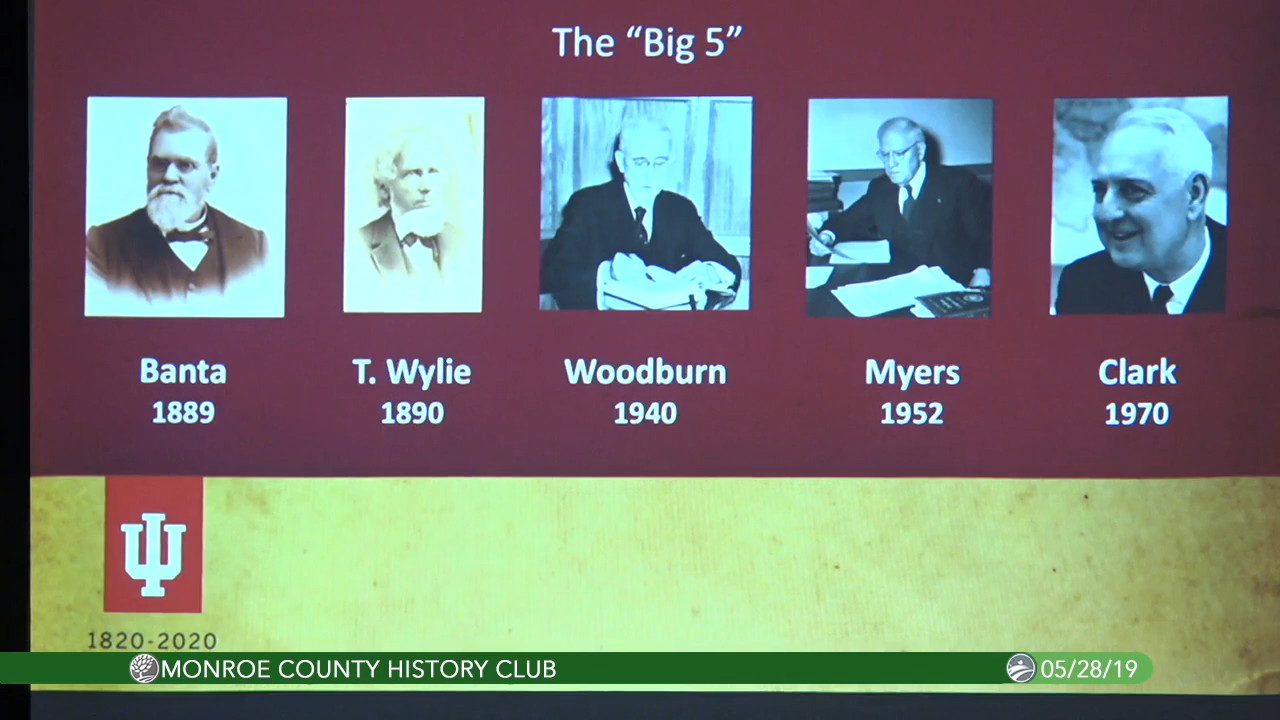 The “Big 5”
Banta
1889
T. Wylie
1890
Woodburn
1940
Myers
1952
Clark
1970
IU
1820-2020
MONROE COUNTY HISTORY CLUB
05/28/19